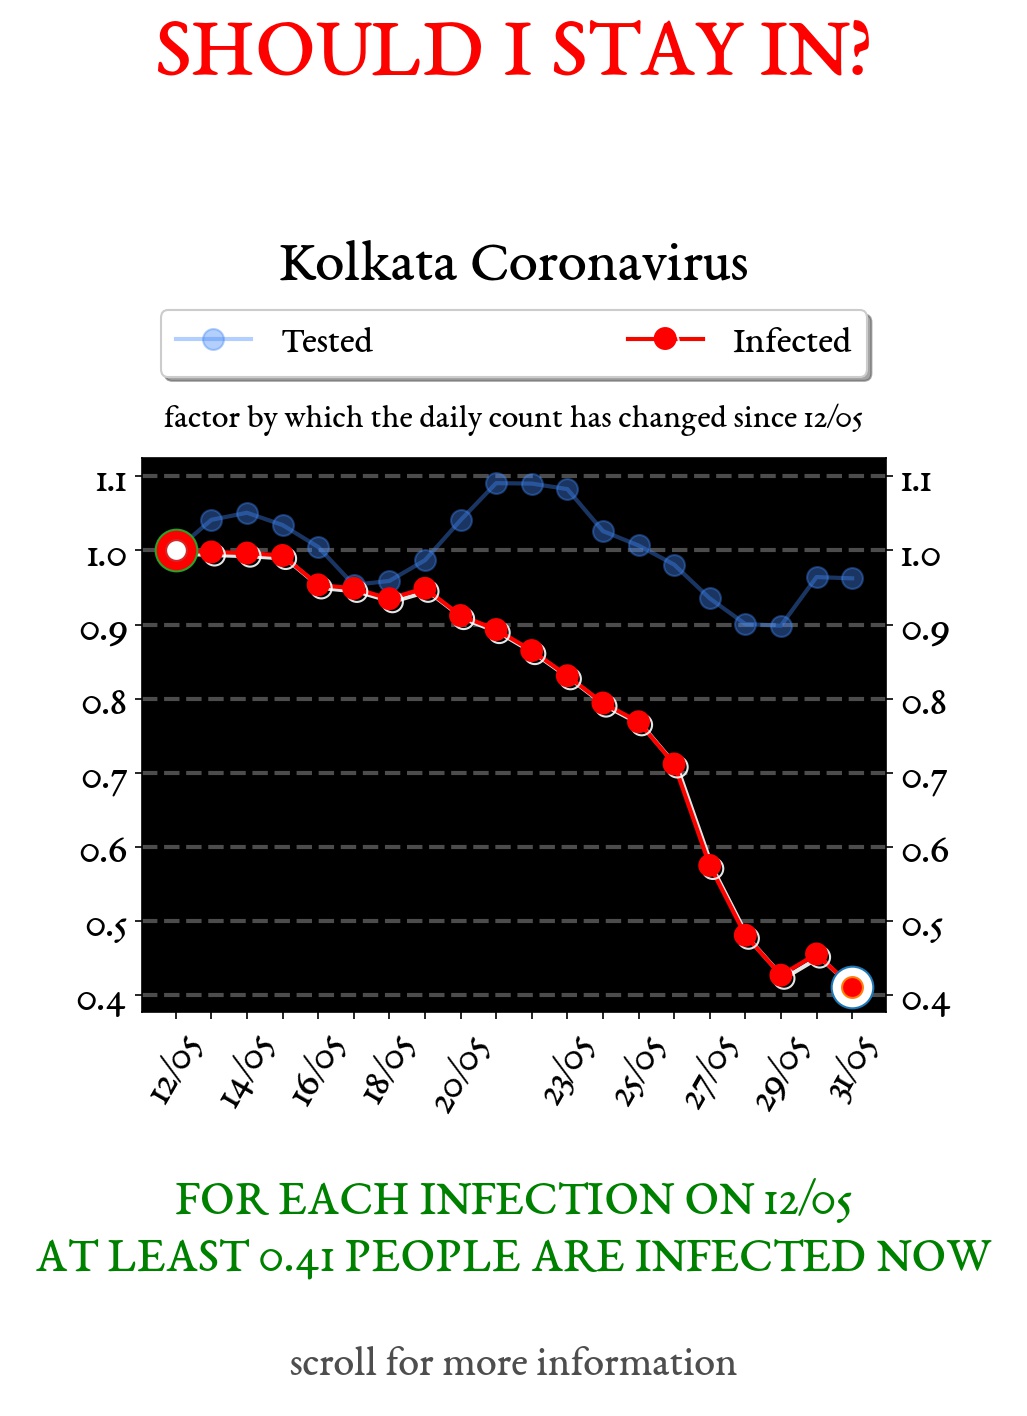 SHOULD I STAY IN?
Kolkata Coronavirus
Tested Infected
factor by which the daily count has changed since 12/05
1.1 1.1
1.0 1.0
0.9 0.9
0.8 0.8
0.7 0.7
0.6 0.6
0.5 0.5
0.4 0.4
12/05 14/05 16/05 18/05 20/05 23/05 25/05 27/05 29/05 31/05
FOR EACH INFECTION ON 12/05
AT LEAST 0.41 PEOPLE ARE INFECTED NOW
scroll for more information